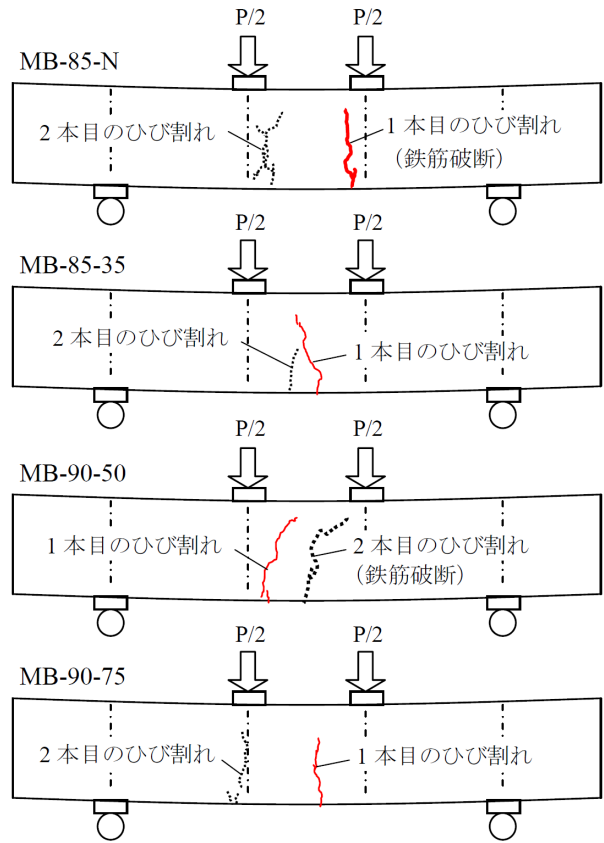 P/2 P/2
MB-85-N
2 本目のひび割れ
1 本目のひび割れ
（鉄筋破断）
P/2 P/2
MB-85-35
2 本目のひび割れ
1 本目のひび割れ
P/2 P/2
MB-90-50
1 本目のひび割れ
2 本目のひび割れ
（鉄筋破断）
P/2 P/2
MB-90-75
2 本目のひび割れ
1 本目のひび割れ